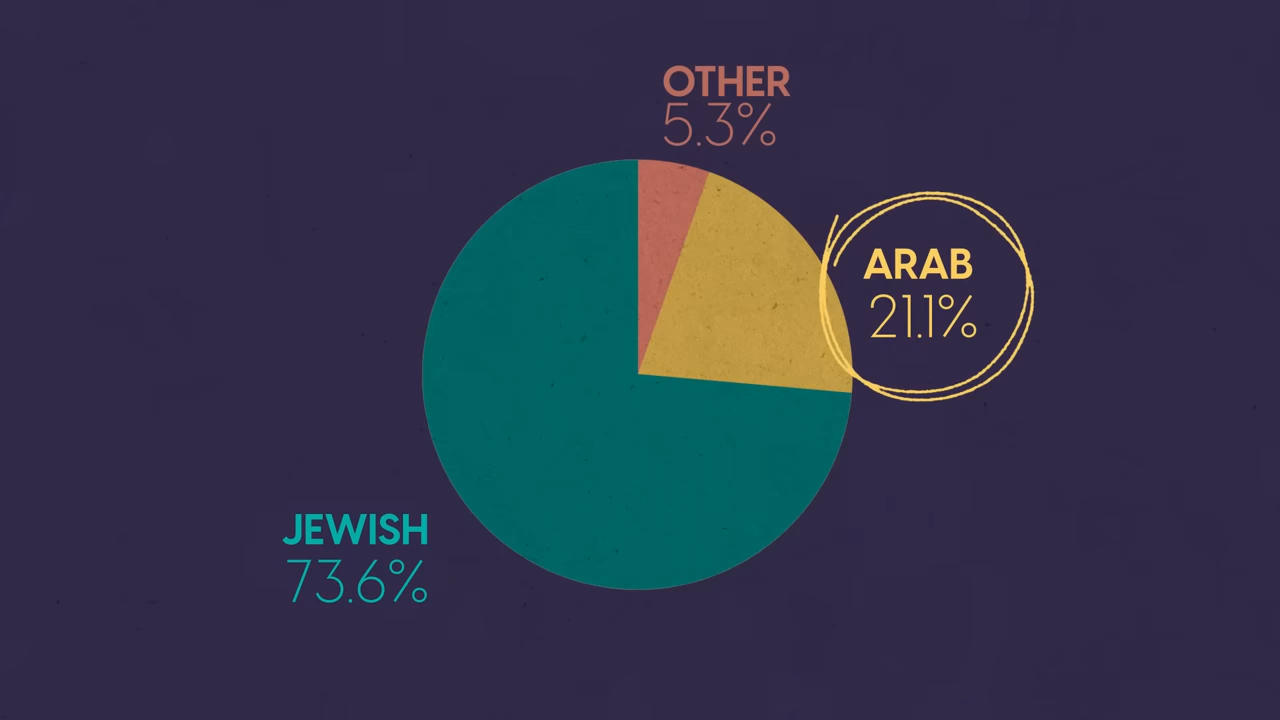 OTHER
5.3%
ARAB
21.1%
JEWISH
73.6%